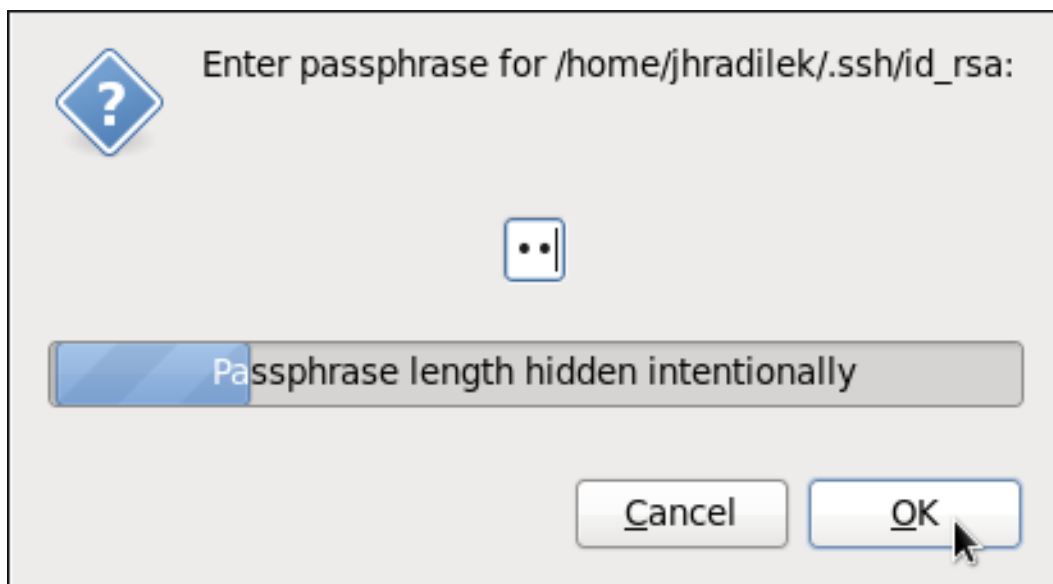 Enter passphrase for /home/jhradilek/.ssh/id_rsa:
••
Passphrase length hidden intentionally
Cancel
OK